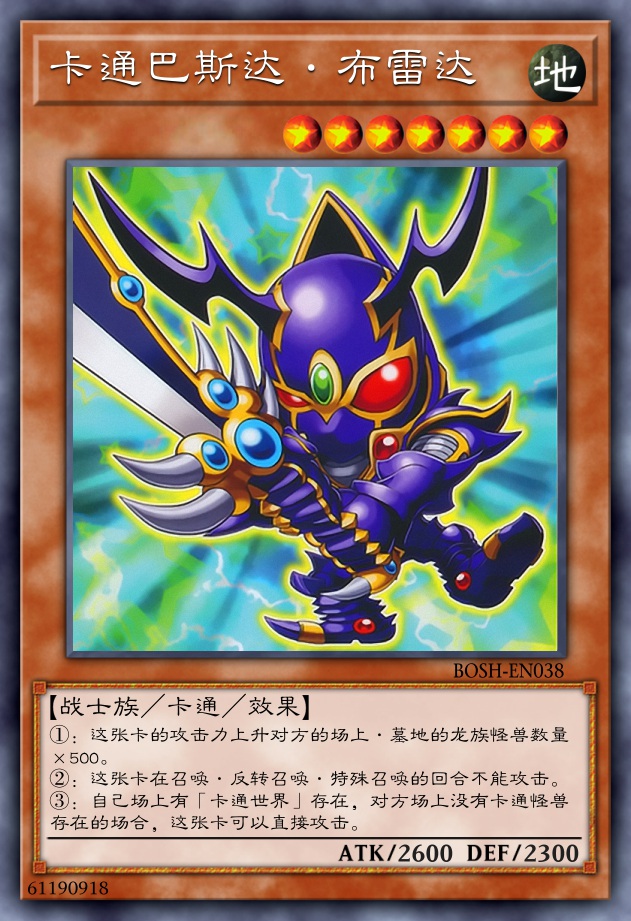 卡通巴斯达·布雷达
地
BOSH-EN038
【战士族／卡通／效果】
①：这张卡的攻击力上升对方的场上·墓地的龙族怪兽数量
×500。
②：这张卡在召唤·反转召唤·特殊召唤的回合不能攻击。
③：自己场上有「卡通世界」存在，对方场上没有卡通怪兽
存在的场合，这张卡可以直接攻击。
ATK/2600 DEF/2300
61190918